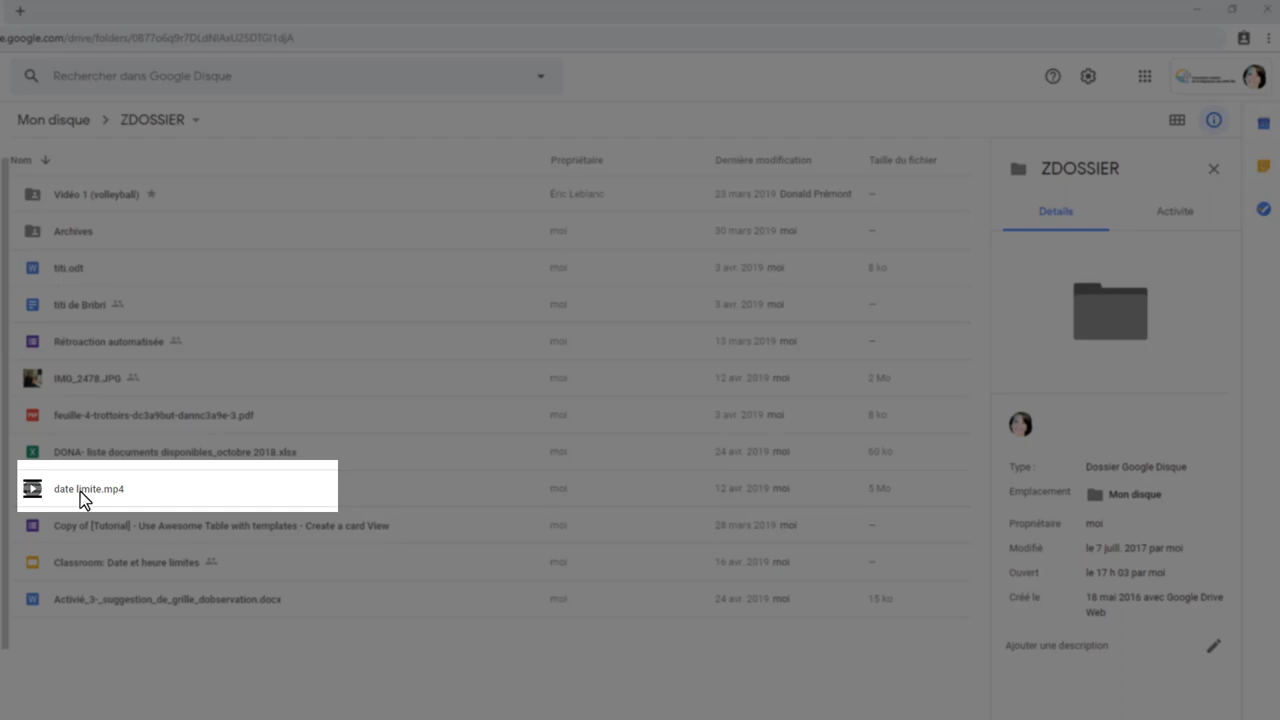 e.google.com/drive/folders/0B77o6q9r7DLdNlAxU25DTGl1djA
Rechercher dans Google Disque
Mon disque > ZDOSSIER
Nom Propriétaire Dernière modification Taille du fichier
Vidéo 1 (volleyball) Éric Leblanc 23 mars 2019 Donald Prémont –
Archives moi 30 mars 2019 moi –
titi.odt moi 3 avr. 2019 moi 8 ko
titi de Bribri moi 3 avr. 2019 moi –
Rétroaction automatisée moi 13 mars 2019 moi –
IMG_2478.JPG moi 12 avr. 2019 moi 2 Mo
feuille-4-trottoirs-dc3a9but-dannc3a9e-3.pdf moi 3 avr. 2019 moi 8 ko
DONA- liste documents disponibles_octobre 2018.xlsx moi 24 avr. 2019 moi 60 ko
date limite.mp4 moi 12 avr. 2019 moi 5 Mo
Copy of [Tutorial] - Use Awesome Table with templates - Create a card View moi 28 mars 2019 moi –
Classroom: Date et heure limites moi 16 avr. 2019 moi –
Activié_3-_suggestion_de_grille_dobservation.docx moi 24 avr. 2019 moi 15 ko
ZDOSSIER
Détails Activité
Type : Dossier Google Disque
Emplacement Mon disque
Propriétaire moi
Modifié le 7 juill. 2017 par moi
Ouvert le 17 h 03 par moi
Créé le 18 mai 2016 avec Google Drive
Web
Ajouter une description